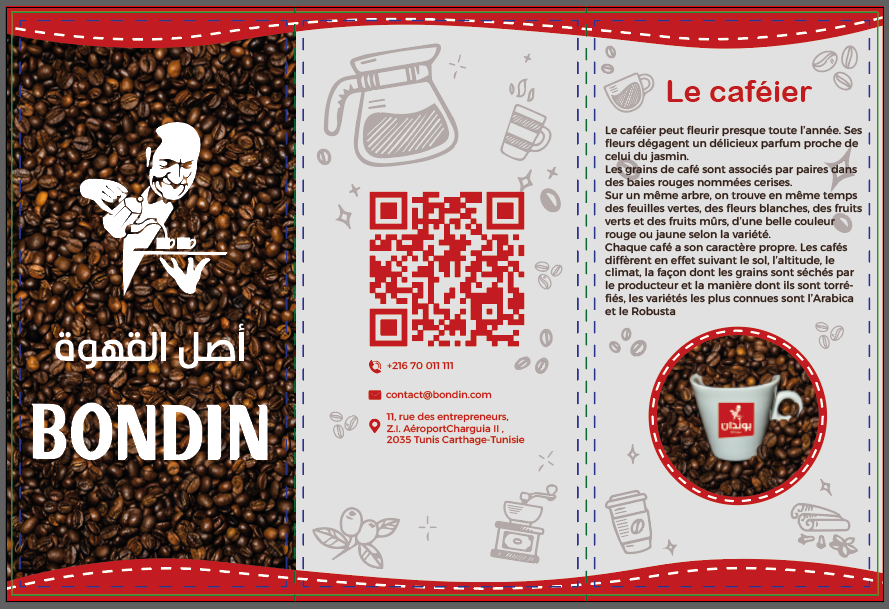 أصل القهوة
BONDIN
+216 70 011 111
contact@bondin.com
11, rue des entrepreneurs,
Z.I. AéroportCharguia II ,
2035 Tunis Carthage-Tunisie
Le caféier
Le caféier peut fleurir presque toute l'année. Ses
fleurs dégagent un délicieux parfum proche de
celui du jasmin.
Les grains de café sont associés par paires dans
des baies rouges nommées cerises.
Sur un même arbre, on trouve en même temps
des feuilles vertes, des fleurs blanches, des fruits
verts et des fruits mûrs, d'une belle couleur
rouge ou jaune selon la variété.
Chaque café a son caractère propre. Les cafés
diffèrent en effet suivant le sol, l'altitude, le
climat, la façon dont les grains sont séchés par
le producteur et la manière dont ils sont torré-
fiés, les variétés les plus connues sont l'Arabica
et le Robusta
بوندان